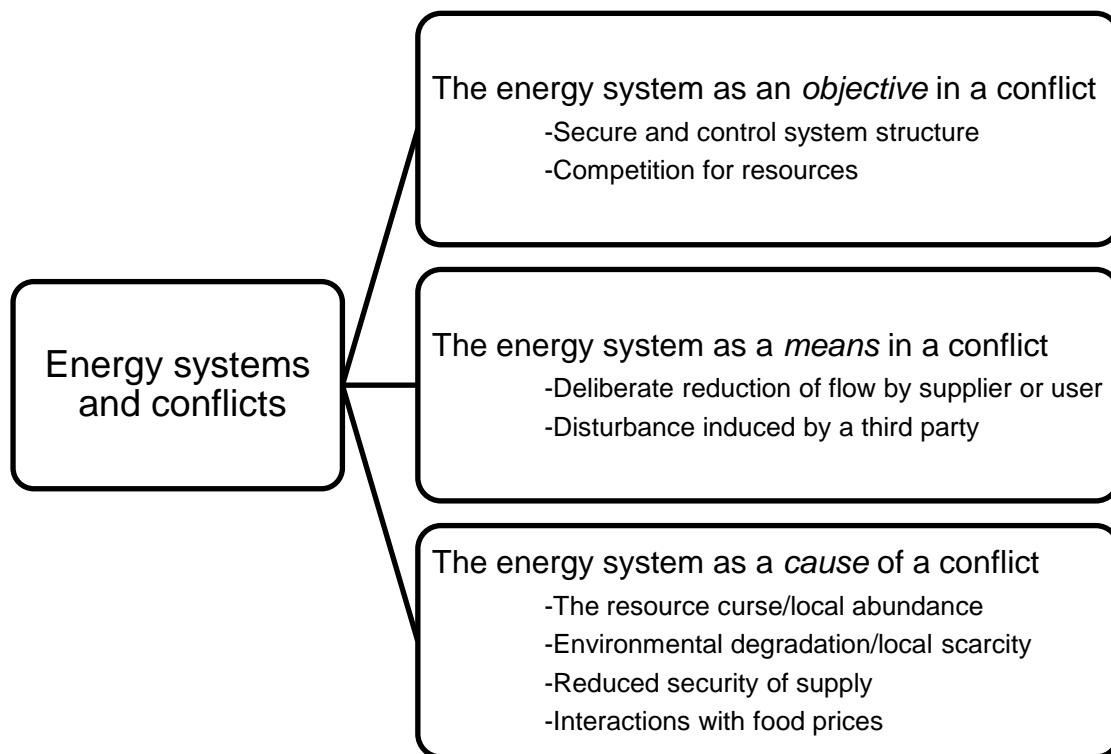 Energy systems
and conflicts
The energy system as an objective in a conflict
-Secure and control system structure
-Competition for resources
The energy system as a means in a conflict
-Deliberate reduction of flow by supplier or user
-Disturbance induced by a third party
The energy system as a cause of a conflict
-The resource curse/local abundance
-Environmental degradation/local scarcity
-Reduced security of supply
-Interactions with food prices